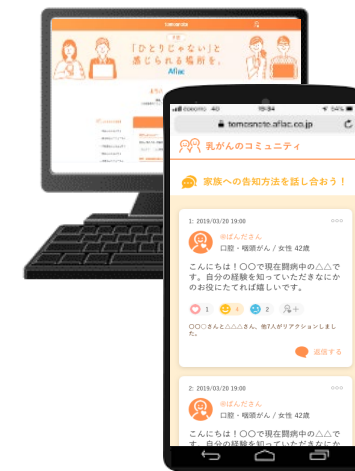 tomosnote
「ひとりじゃない」と
感じられる場所を。
Aflac
docomo 4G 19:34 54%
tomosnote.aflac.co.jp
乳がんのコミュニティ
家族への告知方法を話し合おう！
1: 2019/03/20 19:00
@ぱんださん
口腔・咽頭がん / 女性 42歳
こんにちは！〇〇で現在闘病中の△△で
す。自分の経験を知っていただきなにか
のお役にたてれば嬉しいです。
1 4 2
〇〇〇さんと△△△さん、他7人がリアクションしまし
た。
返信する
2: 2019/03/20 19:00
@ぱんださん
口腔・咽頭がん / 女性 42歳
こんにちは！〇〇で現在闘病中の△△で
す。自分の経験を知っていただきなにか